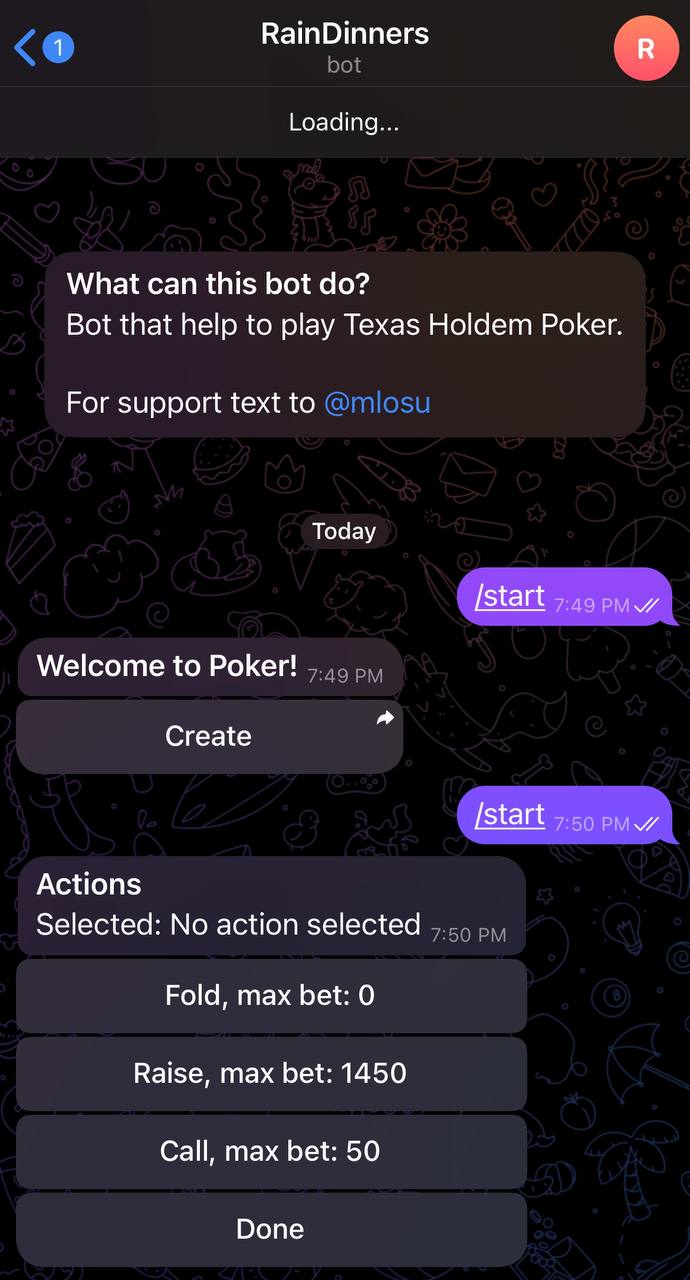 1
RainDinners
bot
R
Loading...
What can this bot do?
Bot that help to play Texas Holdem Poker.
For support text to @mlosu
Today
/start 7:49 PM
Welcome to Poker! 7:49 PM
Create
/start 7:50 PM
Actions
Selected: No action selected 7:50 PM
Fold, max bet: 0
Raise, max bet: 1450
Call, max bet: 50
Done